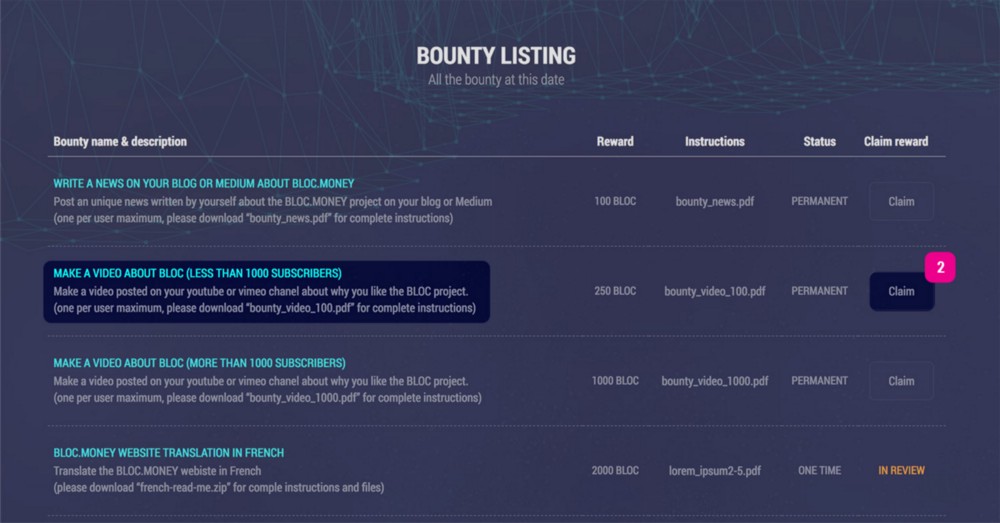 BOUNTY LISTING
All the bounty at this date
Bounty name & description Reward Instructions Status Claim reward
WRITE A NEWS ON YOUR BLOG OR MEDIUM ABOUT BLOC.MONEY
Post an unique news written by yourself about the BLOC.MONEY project on your blog or Medium
(one per user maximum, please download "bounty_news.pdf" for complete instructions)
100 BLOC bounty_news.pdf PERMANENT Claim
MAKE A VIDEO ABOUT BLOC (LESS THAN 1000 SUBSCRIBERS)
Make a video posted on your youtube or vimeo chanel about why you like the BLOC project.
(one per user maximum, please download "bounty_video_100.pdf" for complete instructions)
250 BLOC bounty_video_100.pdf PERMANENT Claim
2
MAKE A VIDEO ABOUT BLOC (MORE THAN 1000 SUBSCRIBERS)
Make a video posted on your youtube or vimeo chanel about why you like the BLOC project.
(one per user maximum, please download "bounty_video_1000.pdf" for complete instructions)
1000 BLOC bounty_video_1000.pdf PERMANENT Claim
BLOC.MONEY WEBSITE TRANSLATION IN FRENCH
Translate the BLOC.MONEY webiste in French
(please download "french-read-me.zip" for comple instructions and files)
2000 BLOC lorem_ipsum2-5.pdf ONE TIME IN REVIEW